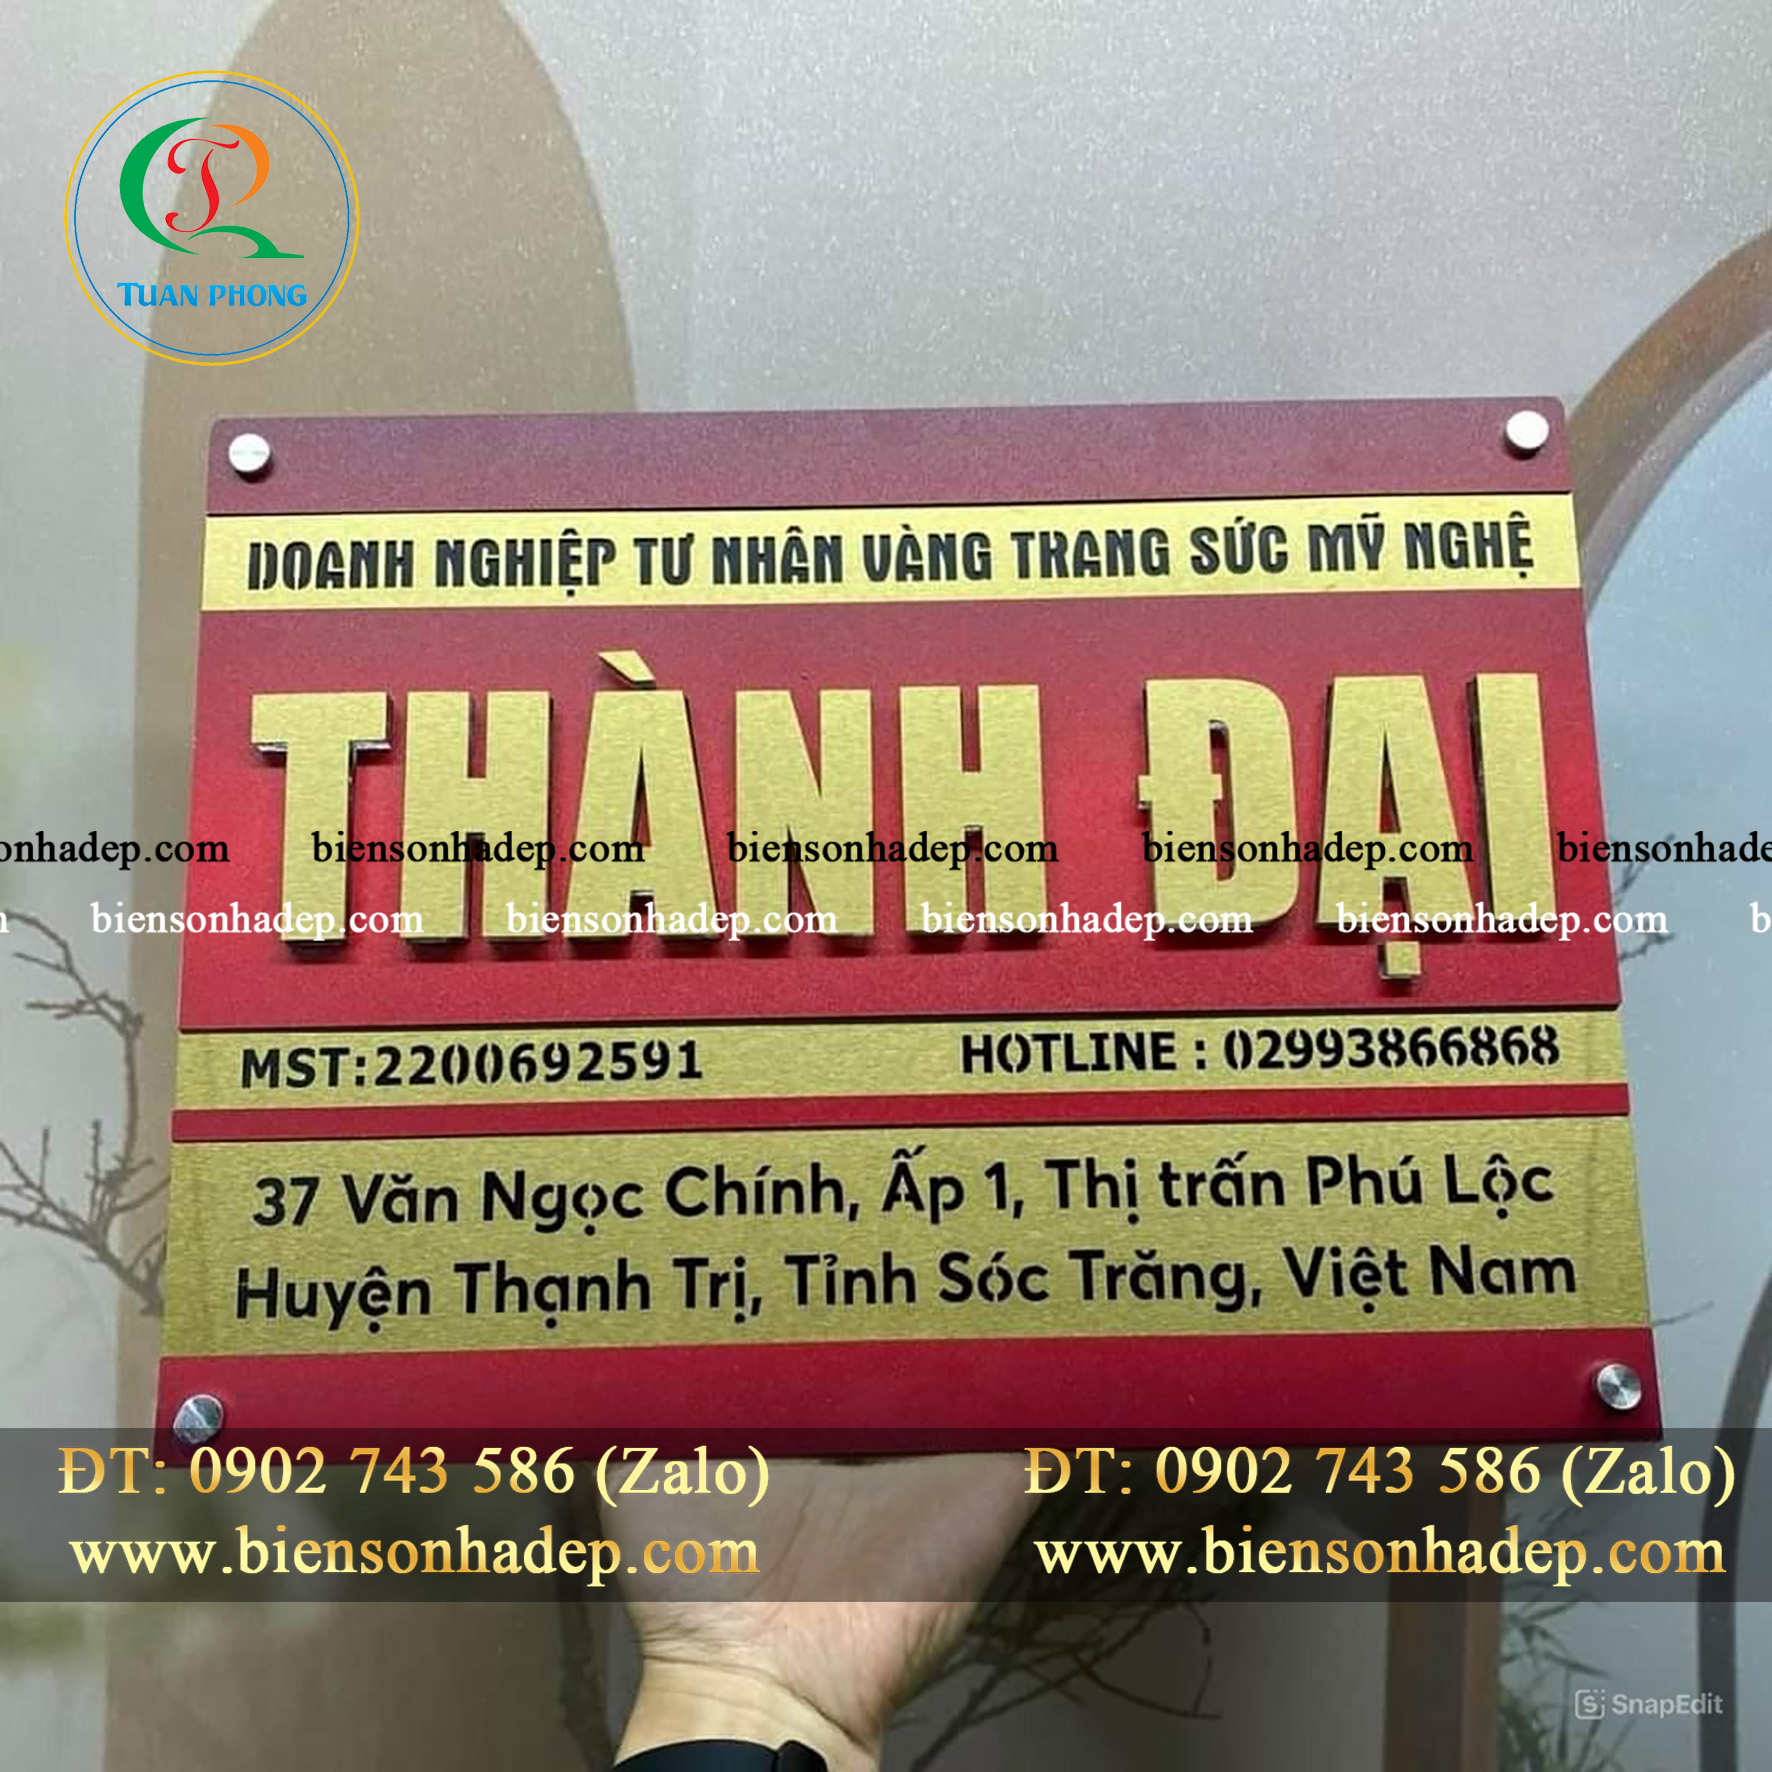 TUAN PHONG
DOANH NGHIỆP TƯ NHÂN VÀNG TRANG SỨC MỸ NGHỆ
THÀNH ĐẠI
onhadep.com biensonhadep.com biensonhadep.com biensonhadep.com biensonhade
m biensonhadep.com biensonhadep.com biensonhadep.com biensonhadep.com b
MST:2200692591 HOTLINE : 02993866868
37 Văn Ngọc Chính, Ấp 1, Thị trấn Phú Lộc
Huyện Thạnh Trị, Tỉnh Sóc Trăng, Việt Nam
ĐT: 0902 743 586 (Zalo) ĐT: 0902 743 586 (Zalo)
www.biensonhadep.com www.biensonhadep.com
SnapEdit